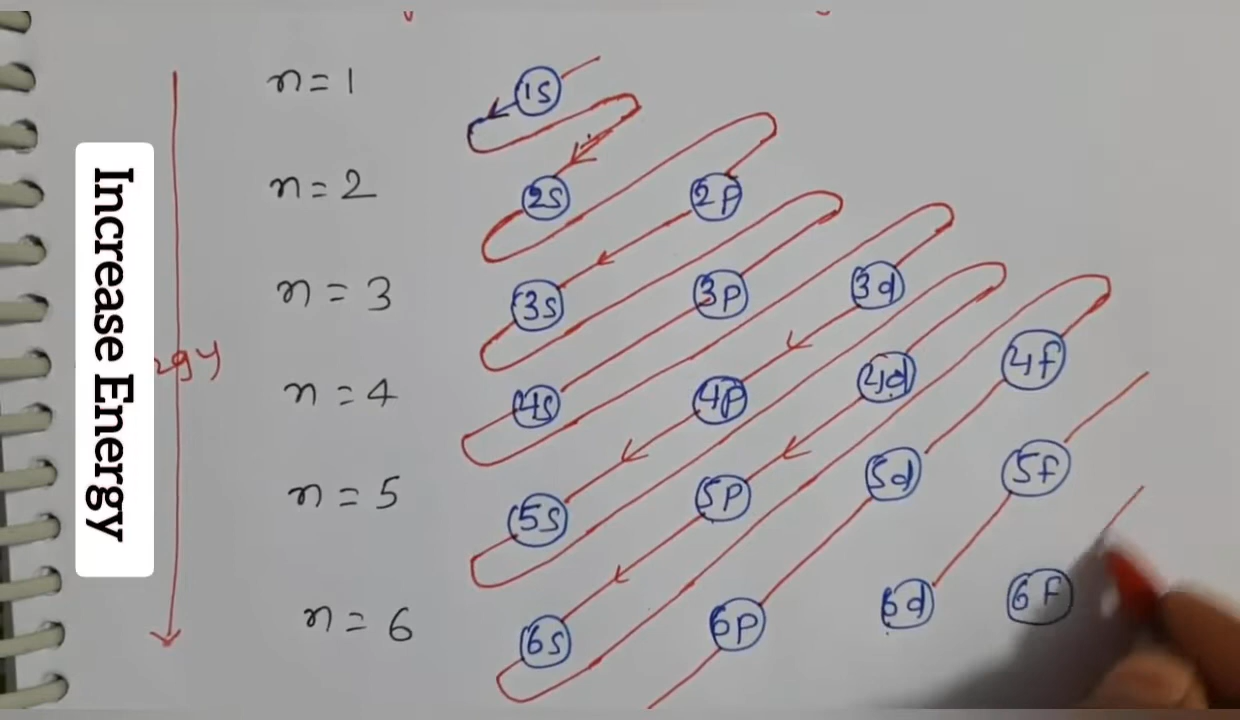 n=1 1s
n=2 2s 2p
n=3 3s 3p 3d
n=4 4s 4p 4d 4f
n=5 5s 5p 5d 5f
n=6 6s 6p 6d 6f
Increase Energy